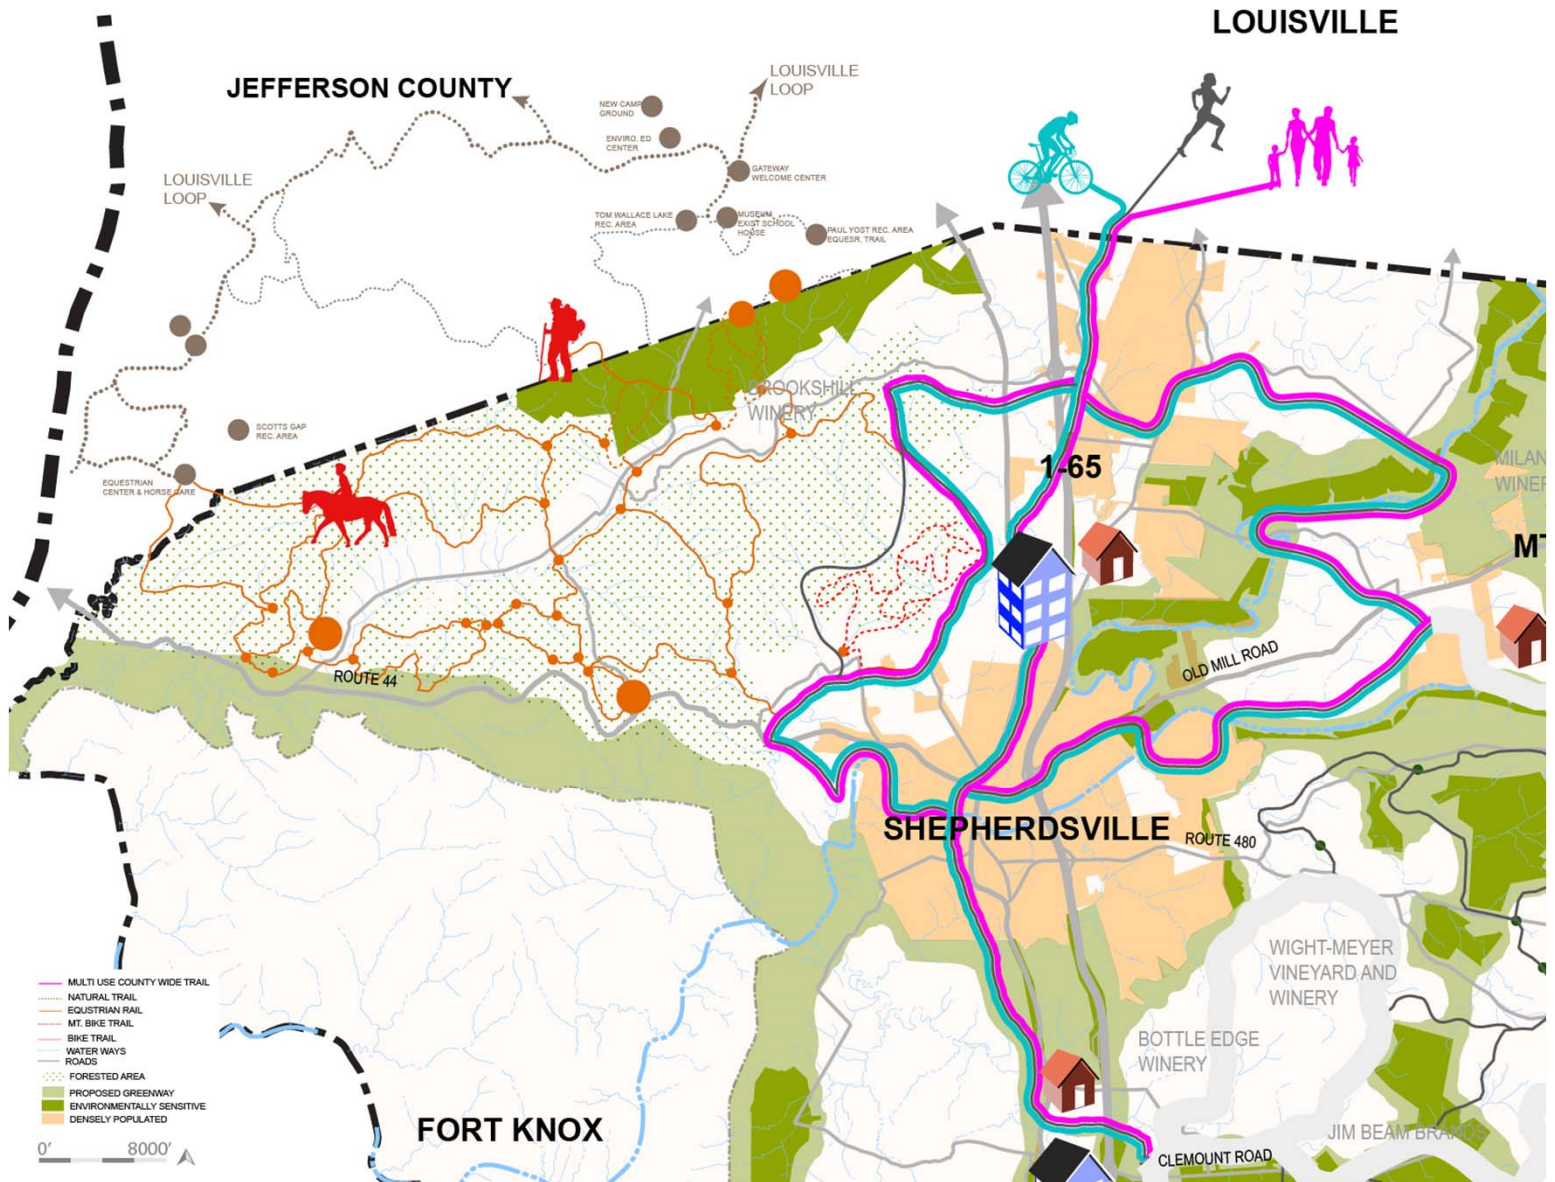 LOUISVILLE
JEFFERSON COUNTY
LOUISVILLE
LOOP
NEW CAMP
GROUND
ENVIRO. ED
CENTER
GATEWAY
WELCOME CENTER
LOUISVILLE
LOOP
TOM WALLACE LAKE
REC. AREA
MUSEUM
EXIST SCHOOL
HOUSE
PAUL YOST REC. AREA
EQUESR. TRAIL
BROOKSHILL
WINERY
SCOTTS GAP
REC. AREA
EQUESTRIAN
CENTER & HORSE CARE
1-65
MILAN
WINER
MT
ROUTE 44
OLD MILL ROAD
SHEPHERDSVILLE
ROUTE 480
WIGHT-MEYER
VINEYARD AND
WINERY
BOTTLE EDGE
WINERY
JIM BEAM BRANDS
CLEMOUNT ROAD
FORT KNOX
MULTI USE COUNTY WIDE TRAIL
NATURAL TRAIL
EQUSTRIAN RAIL
MT. BIKE TRAIL
BIKE TRAIL
WATER WAYS
ROADS
FORESTED AREA
PROPOSED GREENWAY
ENVIRONMENTALLY SENSITIVE
DENSELY POPULATED
0' 8000'